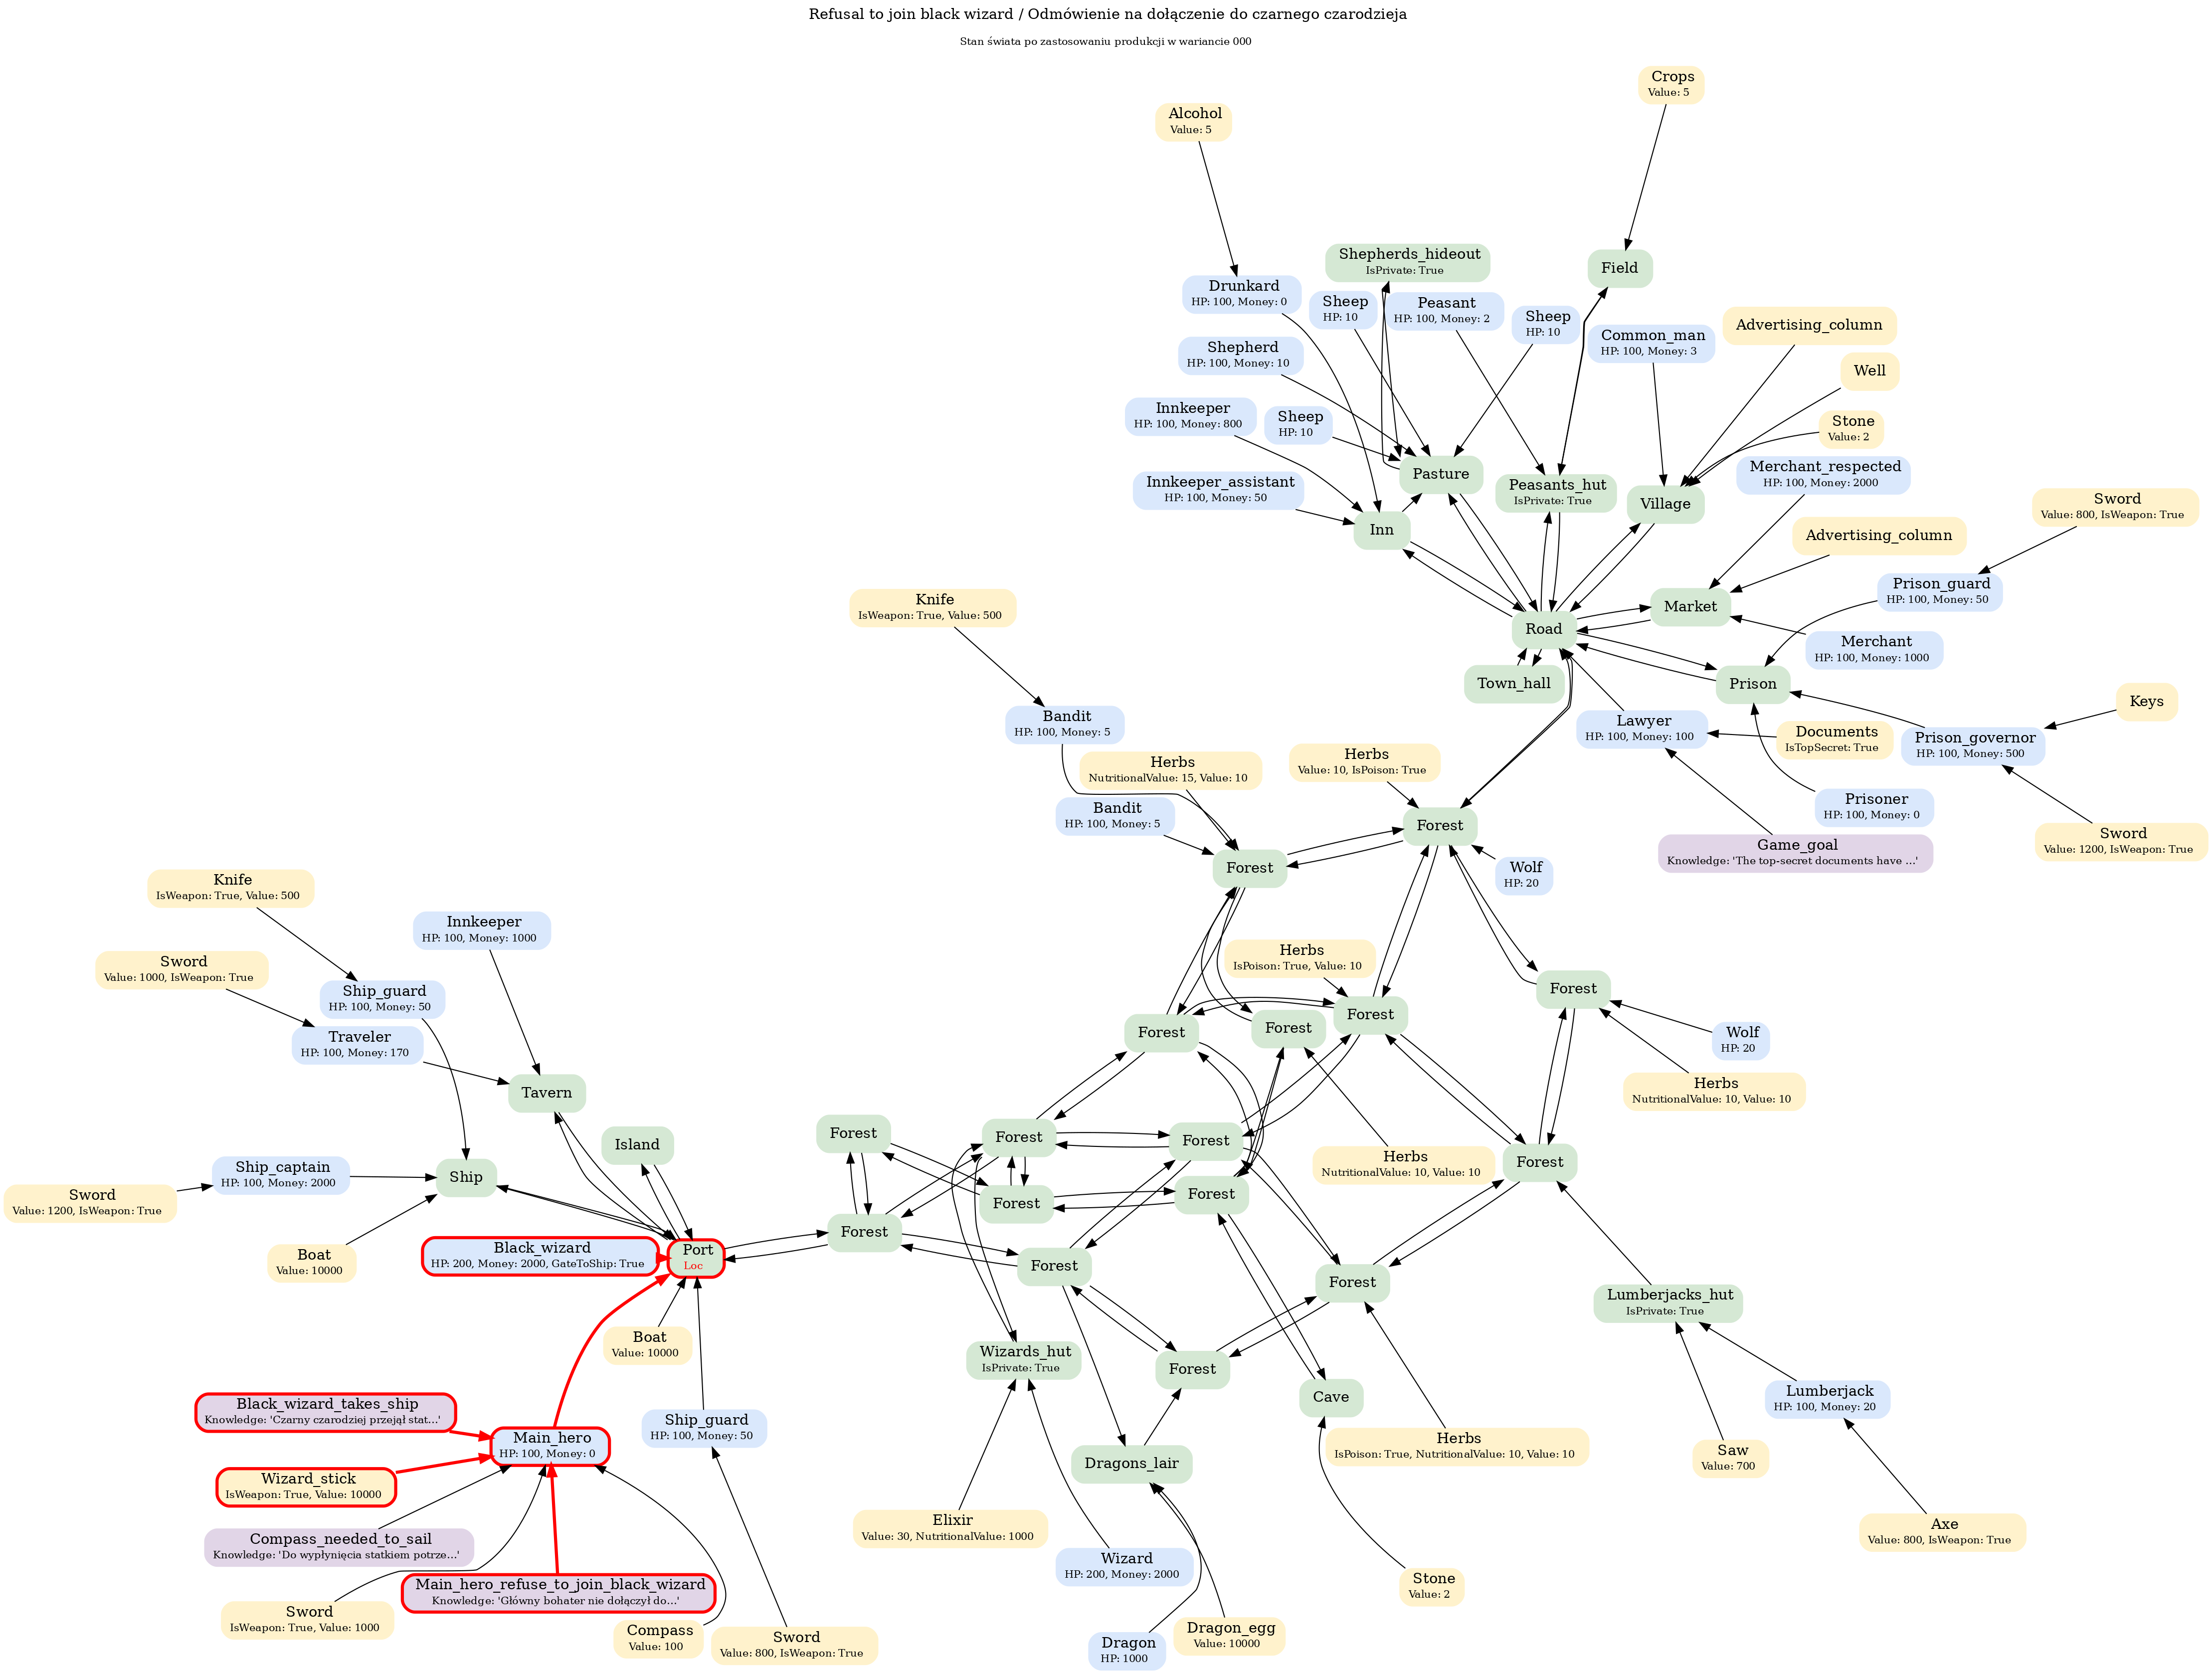 Refusal to join black wizard / Odmówienie na dołączenie do czarnego czarodzieja
Stan świata po zastosowaniu produkcji w wariancie 000
Crops
Value: 5
Alcohol
Value: 5
Shepherds_hideout
IsPrivate: True
Field
Drunkard
HP: 100, Money: 0
Sheep
HP: 10
Peasant
HP: 100, Money: 2
Sheep
HP: 10
Common_man
HP: 100, Money: 3
Advertising_column
Shepherd
HP: 100, Money: 10
Well
Innkeeper
HP: 100, Money: 800
Sheep
HP: 10
Stone
Value: 2
Innkeeper_assistant
HP: 100, Money: 50
Pasture
Peasants_hut
IsPrivate: True
Village
Merchant_respected
HP: 100, Money: 2000
Sword
Value: 800, IsWeapon: True
Inn
Advertising_column
Knife
IsWeapon: True, Value: 500
Market
Prison_guard
HP: 100, Money: 50
Road
Merchant
HP: 100, Money: 1000
Town_hall
Prison
Keys
Bandit
HP: 100, Money: 5
Lawyer
HP: 100, Money: 100
Documents
IsTopSecret: True
Prison_governor
HP: 100, Money: 500
Herbs
NutritionalValue: 15, Value: 10
Herbs
Value: 10, IsPoison: True
Bandit
HP: 100, Money: 5
Forest
Prisoner
HP: 100, Money: 0
Game_goal
Knowledge: 'The top-secret documents have ...'
Sword
Value: 1200, IsWeapon: True
Forest
Wolf
HP: 20
Knife
IsWeapon: True, Value: 500
Innkeeper
HP: 100, Money: 1000
Sword
Value: 1000, IsWeapon: True
Herbs
IsPoison: True, Value: 10
Ship_guard
HP: 100, Money: 50
Forest
Traveler
HP: 100, Money: 170
Forest
Forest
Forest
Wolf
HP: 20
Tavern
Herbs
NutritionalValue: 10, Value: 10
Island
Forest
Forest
Forest
Herbs
NutritionalValue: 10, Value: 10
Forest
Ship_captain
HP: 100, Money: 2000
Ship
Sword
Value: 1200, IsWeapon: True
Forest
Forest
Forest
Boat
Value: 10000
Black_wizard
HP: 200, Money: 2000, GateToShip: True
Port
Loc
Forest
Forest
Lumberjacks_hut
IsPrivate: True
Boat
Value: 10000
Wizards_hut
IsPrivate: True
Forest
Cave
Lumberjack
HP: 100, Money: 20
Black_wizard_takes_ship
Knowledge: 'Czarny czarodziej przejął stat...'
Ship_guard
HP: 100, Money: 50
Main_hero
HP: 100, Money: 0
Herbs
IsPoison: True, NutritionalValue: 10, Value: 10
Saw
Value: 700
Dragons_lair
Wizard_stick
IsWeapon: True, Value: 10000
Elixir
Value: 30, NutritionalValue: 1000
Axe
Value: 800, IsWeapon: True
Compass_needed_to_sail
Knowledge: 'Do wypłynięcia statkiem potrze...'
Wizard
HP: 200, Money: 2000
Main_hero_refuse_to_join_black_wizard
Knowledge: 'Główny bohater nie dołączył do...'
Stone
Value: 2
Sword
IsWeapon: True, Value: 1000
Compass
Value: 100
Sword
Value: 800, IsWeapon: True
Dragon
HP: 1000
Dragon_egg
Value: 10000